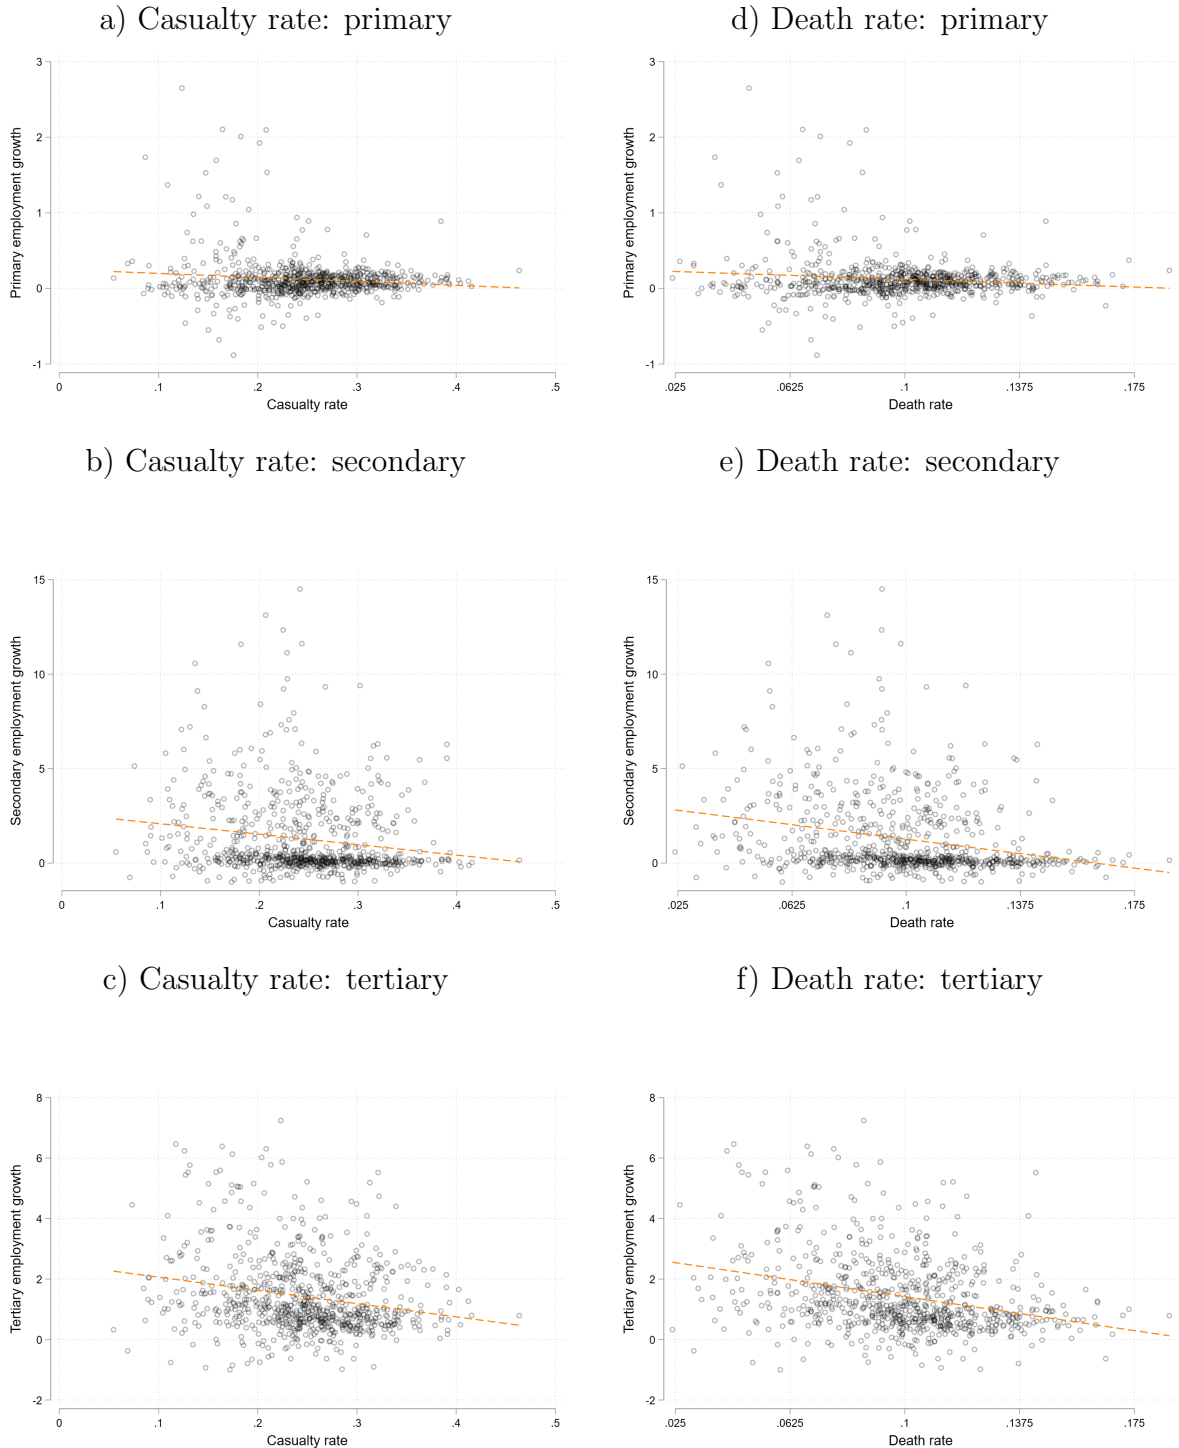 a) Casualty rate: primary
3
2
1
0
-1
Primary employment growth
0 .1 .2 .3 .4 .5
Casualty rate
d) Death rate: primary
3
2
1
0
-1
Primary employment growth
.025 .0625 .1 .1375 .175
Death rate
b) Casualty rate: secondary
15
10
5
0
Secondary employment growth
0 .1 .2 .3 .4 .5
Casualty rate
e) Death rate: secondary
15
10
5
0
Secondary employment growth
.025 .0625 .1 .1375 .175
Death rate
c) Casualty rate: tertiary
8
6
4
2
0
-2
Tertiary employment growth
0 .1 .2 .3 .4 .5
Casualty rate
f) Death rate: tertiary
8
6
4
2
0
-2
Tertiary employment growth
.025 .0625 .1 .1375 .175
Death rate